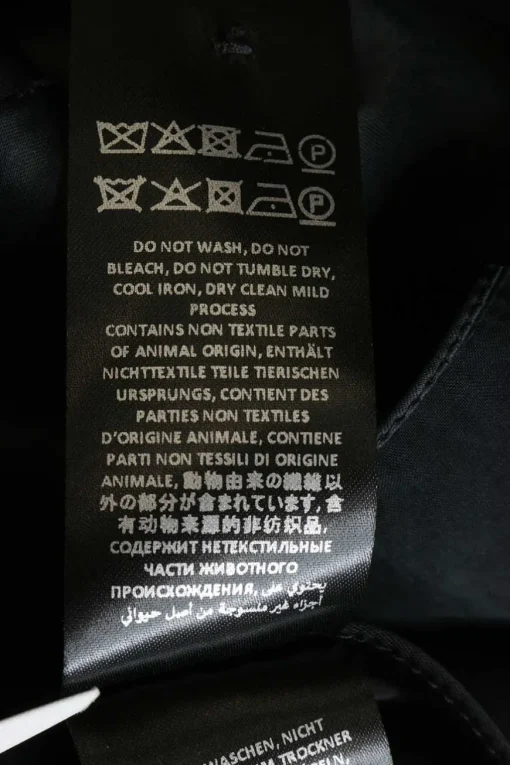 P
P
DO NOT WASH, DO NOT
BLEACH, DO NOT TUMBLE DRY,
COOL IRON, DRY CLEAN MILD
PROCESS
CONTAINS NON TEXTILE PARTS
OF ANIMAL ORIGIN, ENTHÄLT
NICHTTEXTILE TEILE TIERISCHEN
URSPRUNGS, CONTIENT DES
PARTIES NON TEXTILES
D'ORIGINE ANIMALE, CONTIENE
PARTI NON TESSILI DI ORIGINE
ANIMALE, 動物由来の繊維以
外の部分が含まれています, 含
有动物来源的非纺织品,
СОДЕРЖИТ НЕТЕКСТИЛЬНЫЕ
ЧАСТИ ЖИВОТНОГО
ПРОИСХОЖДЕНИЯ, يحتوي على
أجزاء غير منسوجة من أصل حيواني
WASCHEN, NICHT
TROCKNER